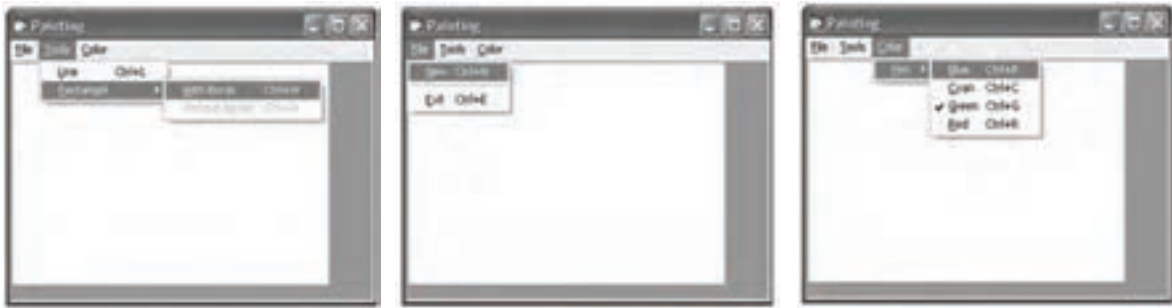 Painting
File Tools Color
Line Ctrl+L
Rectangle With Border Ctrl+W
Painting
File Tools Color
New Ctrl+N
Exit Ctrl+E
Painting
File Tools Color
Blue Ctrl+B
Cyan Ctrl+C
Green Ctrl+G
Red Ctrl+R